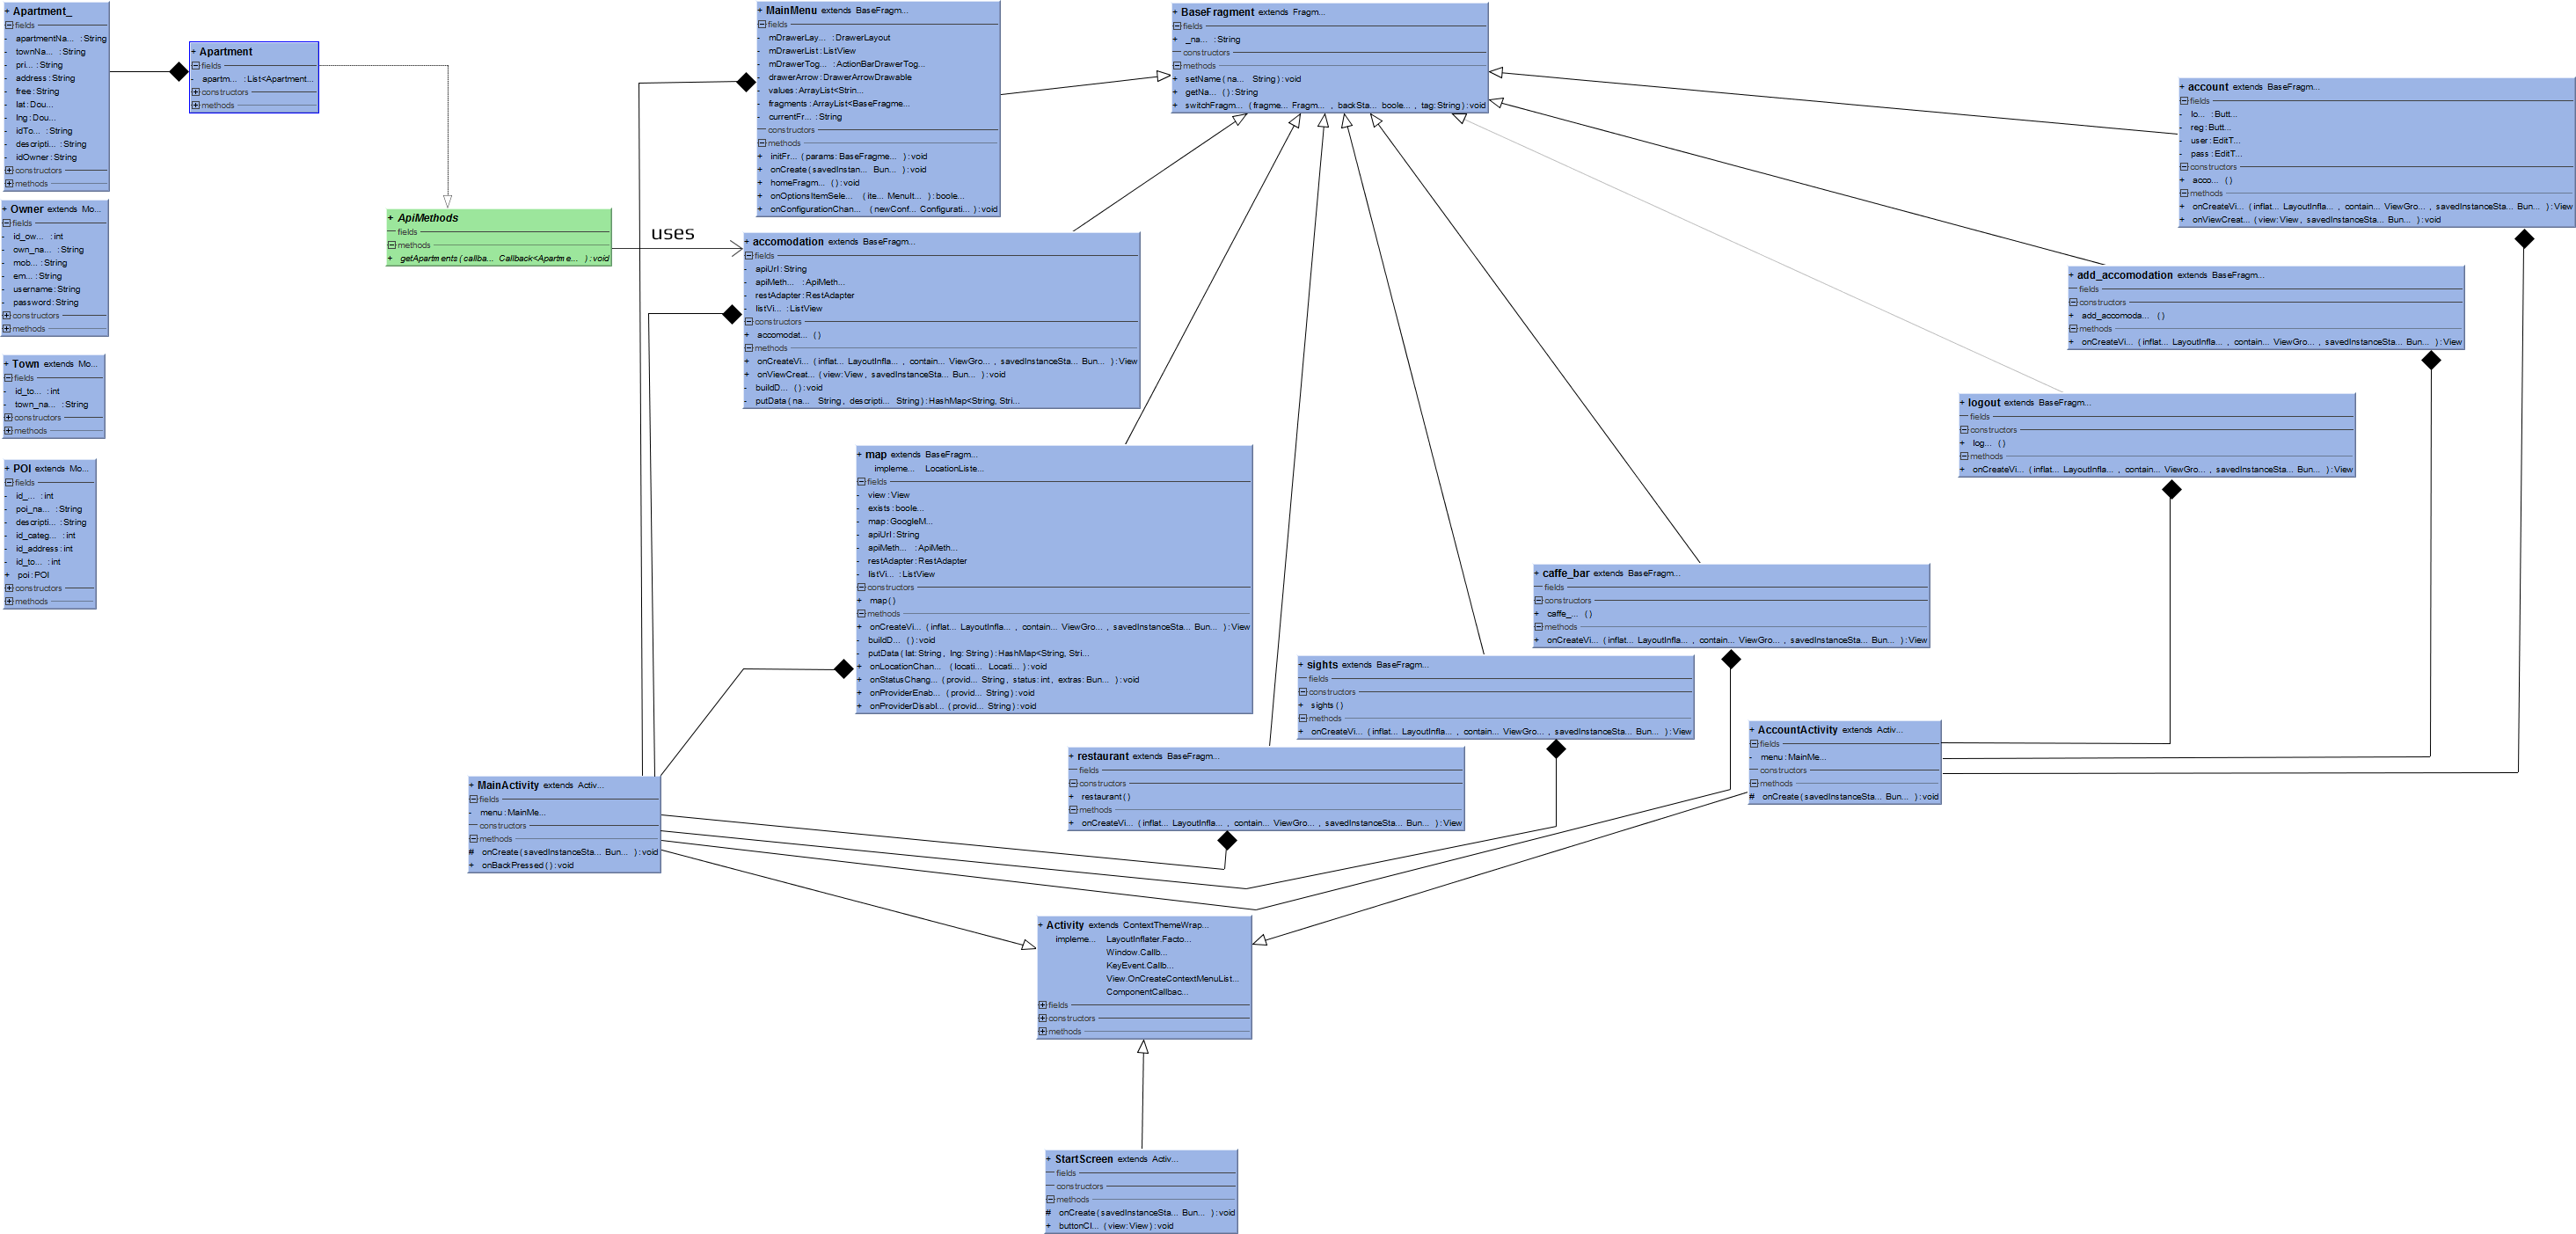 + Apartment_
fields
- apartmentNa... : String
- townNa... : String
- pri... : String
- address : String
- free : String
- lat : Dou...
- lng : Dou...
- idTo... : String
- descripti... : String
- idOwner : String
constructors
methods
+ Apartment
fields
- apartm... : List<Apartment...
constructors
methods
+ Owner extends Mo...
fields
- id_ow... : int
- own_na... : String
- mob... : String
- em... : String
- username : String
- password : String
constructors
methods
+ Town extends Mo...
fields
- id_to... : int
- town_na... : String
constructors
methods
+ POI extends Mo...
fields
- id_... : int
- poi_na... : String
- descripti... : String
- id_categ... : int
- id_address : int
- id_to... : int
+ poi : POI
constructors
methods
+ ApiMethods
fields
methods
+ getApartments (callba... Callback<Apartme... ) : void
uses
+ MainMenu extends BaseFragm...
fields
- mDrawerLay... : DrawerLayout
- mDrawerList : ListView
- mDrawerTog... : ActionBarDrawerTog...
- drawerArrow : DrawerArrowDrawable
- values : ArrayList<Strin...
- fragments : ArrayList<BaseFragme...
- currentFr... : String
constructors
methods
+ initFr... (params: BaseFragme... ) : void
+ onCreate (savedInstan... Bun... ) : void
+ homeFragm... () : void
+ onOptionsItemSele... (ite... MenuIt... ) : boole...
+ onConfigurationChan... (newConf... Configurati... ) : void
+ accomodation extends BaseFragm...
fields
- apiUrl : String
- apiMeth... : ApiMeth...
- restAdapter : RestAdapter
- listVi... : ListView
constructors
+ accomodat... ()
methods
+ onCreateVi... (inflat... LayoutInfla... , contain... ViewGro... , savedInstanceSta... Bun... ) : View
+ onViewCreat... (view: View, savedInstanceSta... Bun... ) : void
- buildD... () : void
- putData (na... String, descripti... String) : HashMap<String, Stri...
+ BaseFragment extends Fragm...
fields
+ _na... : String
constructors
methods
+ setName (na... String) : void
+ getNa... () : String
+ switchFragm... (fragme... Fragm... , backSta... boole... , tag: String) : void
+ map extends BaseFragm...
impleme... LocationListe...
fields
- view : View
- exists : boole...
- map : GoogleM...
- apiUrl : String
- apiMeth... : ApiMeth...
- restAdapter : RestAdapter
- listVi... : ListView
constructors
+ map ()
methods
+ onCreateVi... (inflat... LayoutInfla... , contain... ViewGro... , savedInstanceSta... Bun... ) : View
- buildD... () : void
- putData (lat: String, lng: String) : HashMap<String, Stri...
+ onLocationChan... (locati... Locati... ) : void
+ onStatusChang... (provid... String, status: int, extras: Bun... ) : void
+ onProviderEnab... (provid... String) : void
+ onProviderDisabl... (provid... String) : void
+ account extends BaseFragm...
fields
- lo... : Butt...
- reg : Butt...
- user : EditT...
- pass : EditT...
constructors
+ acco... ()
methods
+ onCreateVi... (inflat... LayoutInfla... , contain... ViewGro... , savedInstanceSta... Bun... ) : View
+ onViewCreat... (view: View, savedInstanceSta... Bun... ) : void
+ add_accomodation extends BaseFragm...
fields
constructors
+ add_accomoda... ()
methods
+ onCreateVi... (inflat... LayoutInfla... , contain... ViewGro... , savedInstanceSta... Bun... ) : View
+ logout extends BaseFragm...
fields
constructors
+ log... ()
methods
+ onCreateVi... (inflat... LayoutInfla... , contain... ViewGro... , savedInstanceSta... Bun... ) : View
+ caffe_bar extends BaseFragm...
fields
constructors
+ caffe_... ()
methods
+ onCreateVi... (inflat... LayoutInfla... , contain... ViewGro... , savedInstanceSta... Bun... ) : View
+ sights extends BaseFragm...
fields
constructors
+ sights ()
methods
+ onCreateVi... (inflat... LayoutInfla... , contain... ViewGro... , savedInstanceSta... Bun... ) : View
+ restaurant extends BaseFragm...
fields
constructors
+ restaurant ()
methods
+ onCreateVi... (inflat... LayoutInfla... , contain... ViewGro... , savedInstanceSta... Bun... ) : View
+ AccountActivity extends Activ...
fields
- menu : MainMe...
constructors
methods
# onCreate (savedInstanceSta... Bun... ) : void
+ MainActivity extends Activ...
fields
- menu : MainMe...
constructors
methods
# onCreate (savedInstanceSta... Bun... ) : void
+ onBackPressed () : void
+ Activity extends ContextThemeWrap...
impleme... LayoutInflater.Facto...
Window.Callb...
KeyEvent.Callb...
View.OnCreateContextMenuList...
ComponentCallbac...
fields
constructors
methods
+ StartScreen extends Activ...
fields
constructors
methods
# onCreate (savedInstanceSta... Bun... ) : void
+ buttonCl... (view: View) : void